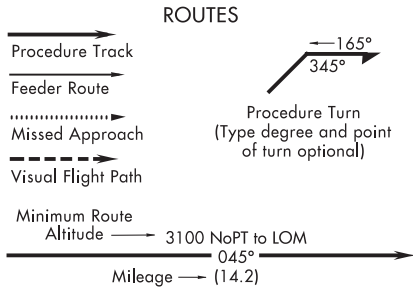 ROUTES
Procedure Track
Feeder Route
Missed Approach
Visual Flight Path
165°
345°
Procedure Turn
(Type degree and point
of turn optional)
Minimum Route
Altitude
3100 NoPT to LOM
045°
Mileage
(14.2)